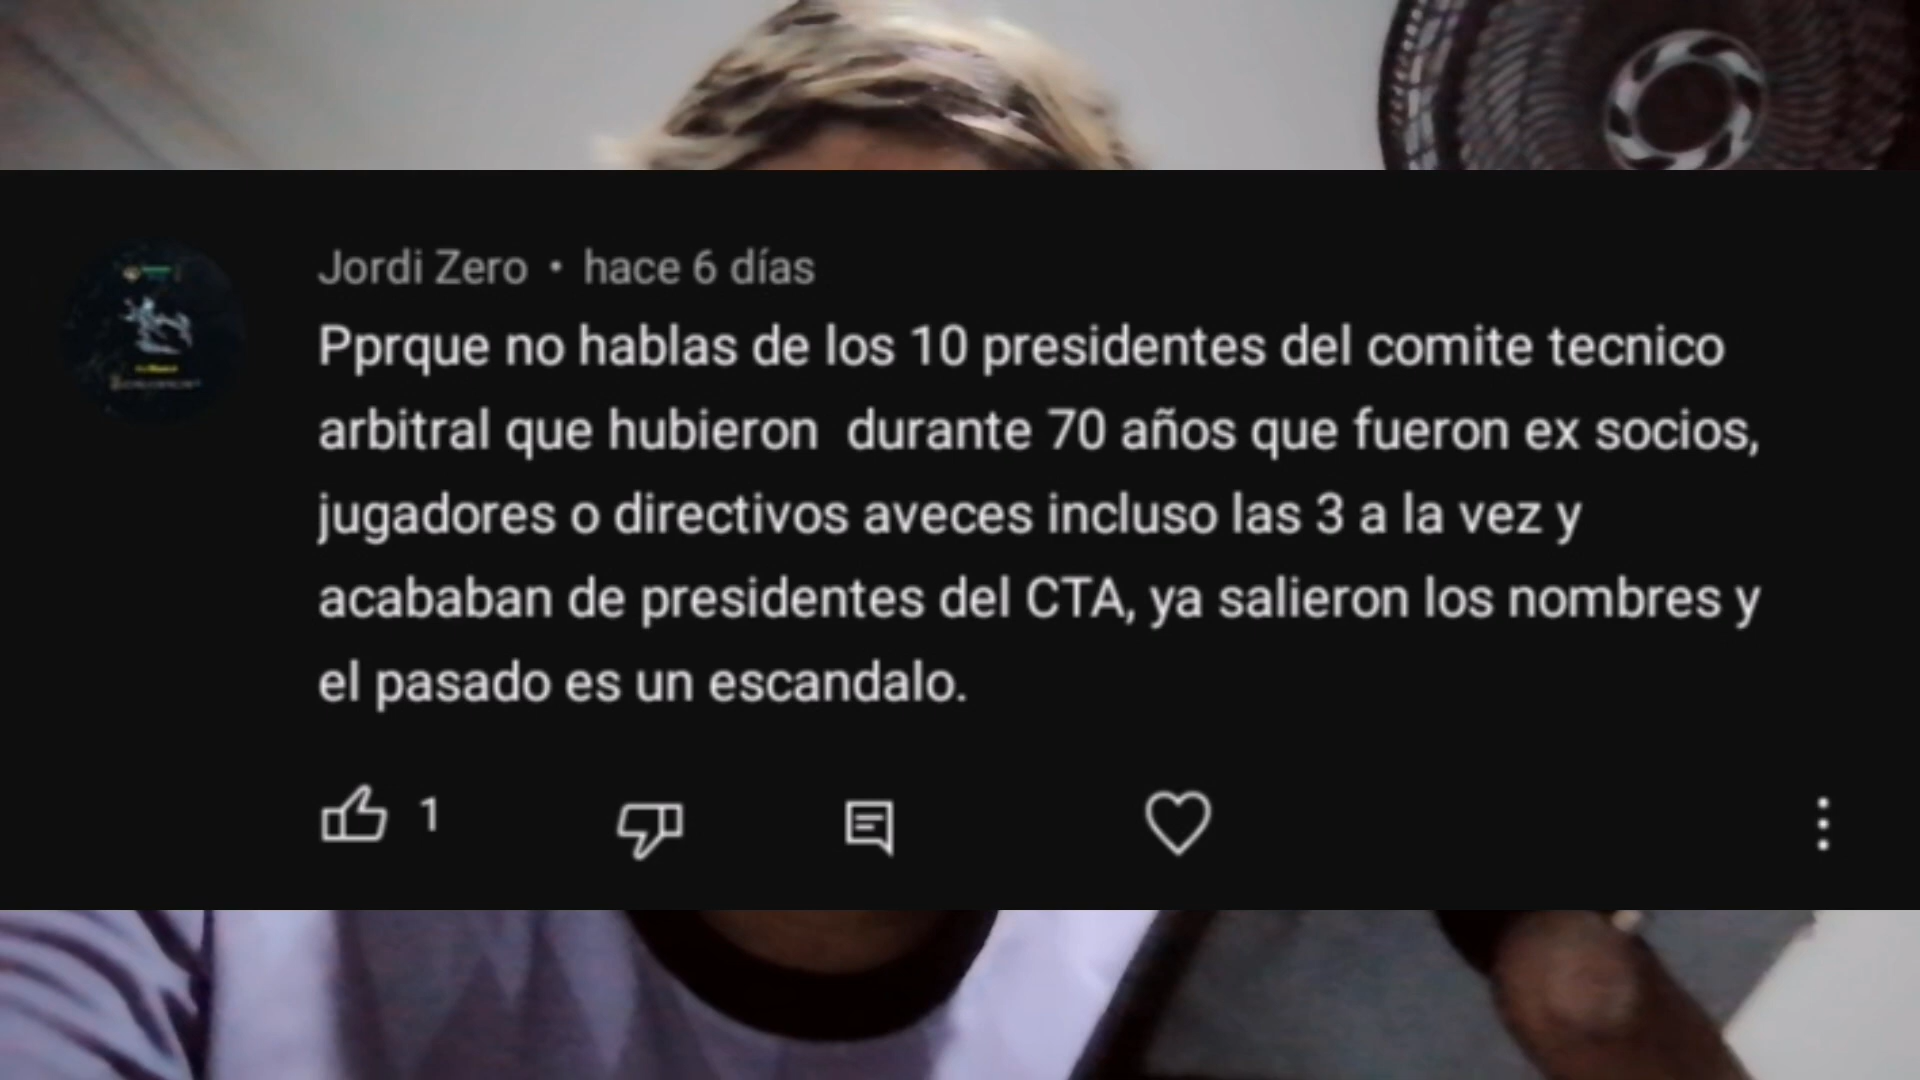 Jordi Zero • hace 6 días
Pprque no hablas de los 10 presidentes del comite tecnico
arbitral que hubieron  durante 70 años que fueron ex socios,
jugadores o directivos aveces incluso las 3 a la vez y
acababan de presidentes del CTA, ya salieron los nombres y
el pasado es un escandalo.
1